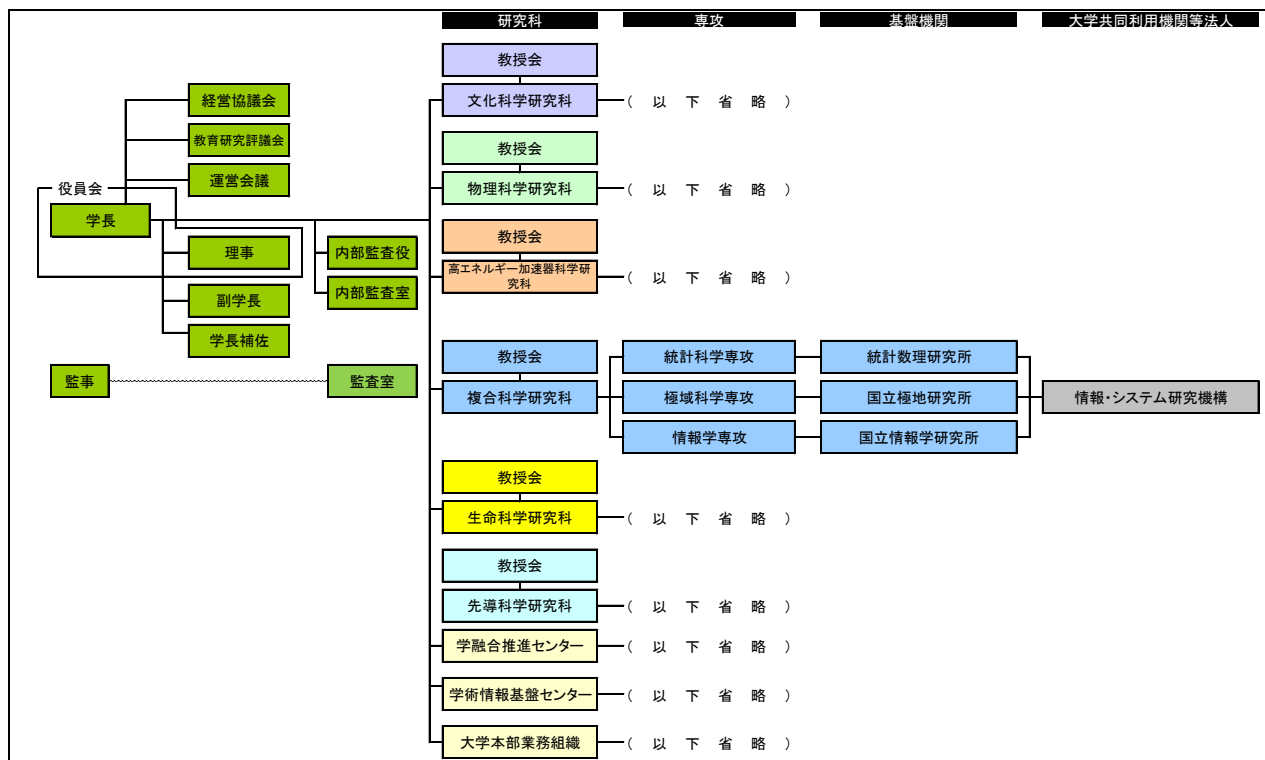 研究科
専攻
基盤機関
大学共同利用機関等法人
経営協議会
教育研究評議会
運営会議
役員会
学長
理事
副学長
学長補佐
内部監査役
内部監査室
監事
監査室
教授会
文化科学研究科
( 以 下 省 略 )
教授会
物理科学研究科
( 以 下 省 略 )
教授会
高エネルギー加速器科学研
究科
( 以 下 省 略 )
教授会
複合科学研究科
統計科学専攻
統計数理研究所
極域科学専攻
国立極地研究所
情報学専攻
国立情報学研究所
情報・システム研究機構
教授会
生命科学研究科
( 以 下 省 略 )
教授会
先導科学研究科
( 以 下 省 略 )
学融合推進センター
( 以 下 省 略 )
学術情報基盤センター
( 以 下 省 略 )
大学本部業務組織
( 以 下 省 略 )